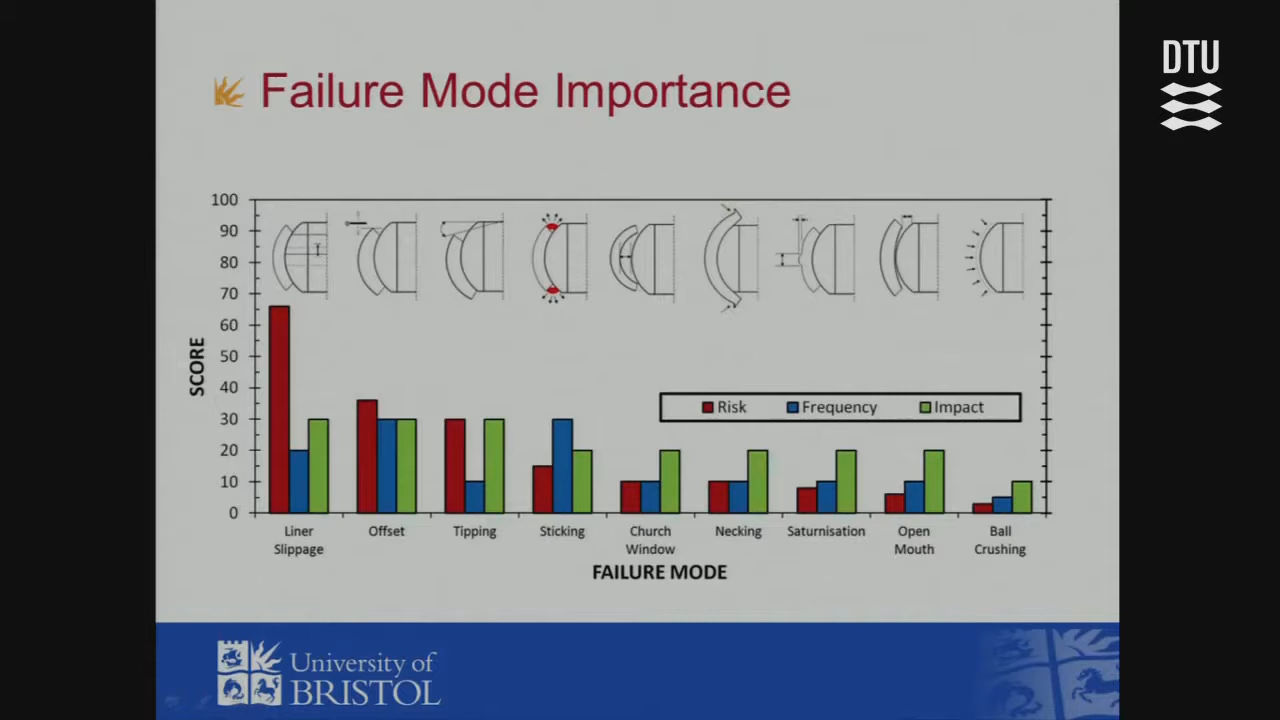 DTU
Failure Mode Importance
100
90
80
70
60
50
40
30
20
10
0
SCORE
Risk
Frequency
Impact
Liner
Slippage
Offset
Tipping
Sticking
Church
Window
Necking
Saturnisation
Open
Mouth
Ball
Crushing
FAILURE MODE
University of
BRISTOL